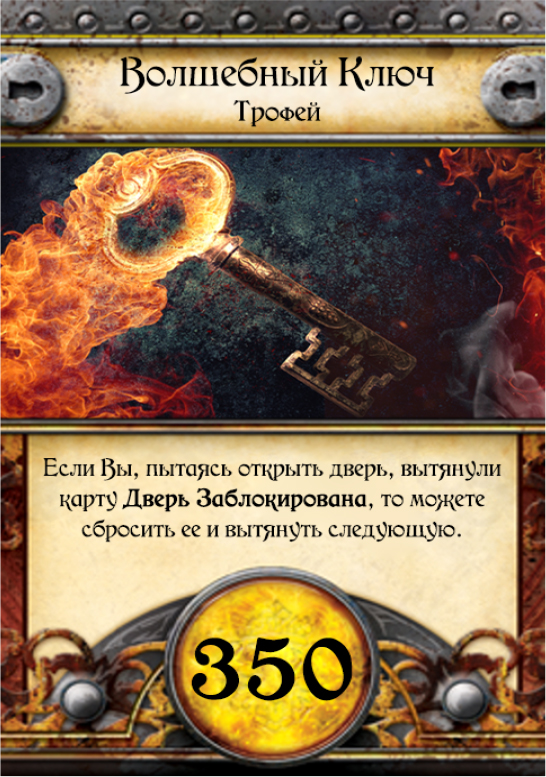 Волшебный Ключ
Трофей
Если Вы, пытаясь открыть дверь, вытянули
карту Дверь Заблокирована, то можете
сбросить ее и вытянуть следующую.
350